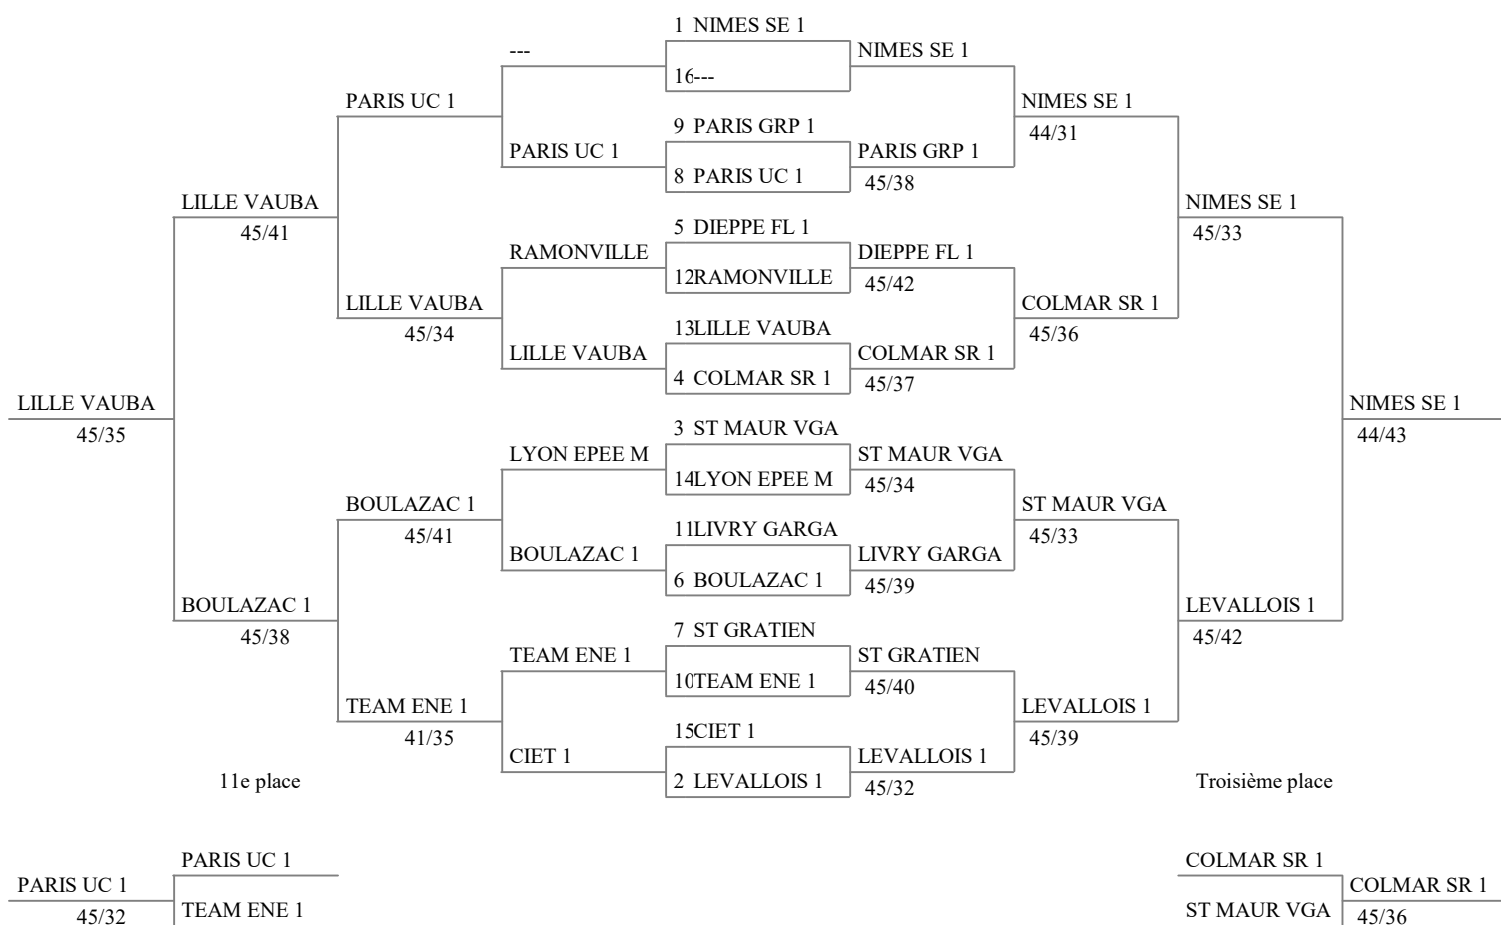 1 NIMES SE 1
--- NIMES SE 1
16---
PARIS UC 1 NIMES SE 1
9 PARIS GRP 1 44/31
PARIS UC 1 PARIS GRP 1
8 PARIS UC 1 45/38
LILLE VAUBA NIMES SE 1
45/41 5 DIEPPE FL 1 45/33
RAMONVILLE DIEPPE FL 1
12RAMONVILLE 45/42
LILLE VAUBA COLMAR SR 1
45/34 13LILLE VAUBA 45/36
LILLE VAUBA COLMAR SR 1
4 COLMAR SR 1 45/37
LILLE VAUBA NIMES SE 1
45/35 3 ST MAUR VGA 44/43
LYON EPEE M ST MAUR VGA
14LYON EPEE M 45/34
BOULAZAC 1 ST MAUR VGA
45/41 11LIVRY GARGA 45/33
BOULAZAC 1 LIVRY GARGA
6 BOULAZAC 1 45/39
BOULAZAC 1 LEVALLOIS 1
45/38 7 ST GRATIEN 45/42
TEAM ENE 1 ST GRATIEN
10TEAM ENE 1 45/40
TEAM ENE 1 LEVALLOIS 1
41/35 15CIET 1 45/39
CIET 1 LEVALLOIS 1
11e place 2 LEVALLOIS 1 45/32 Troisième place
PARIS UC 1 COLMAR SR 1
PARIS UC 1 COLMAR SR 1
45/32 TEAM ENE 1 ST MAUR VGA 45/36